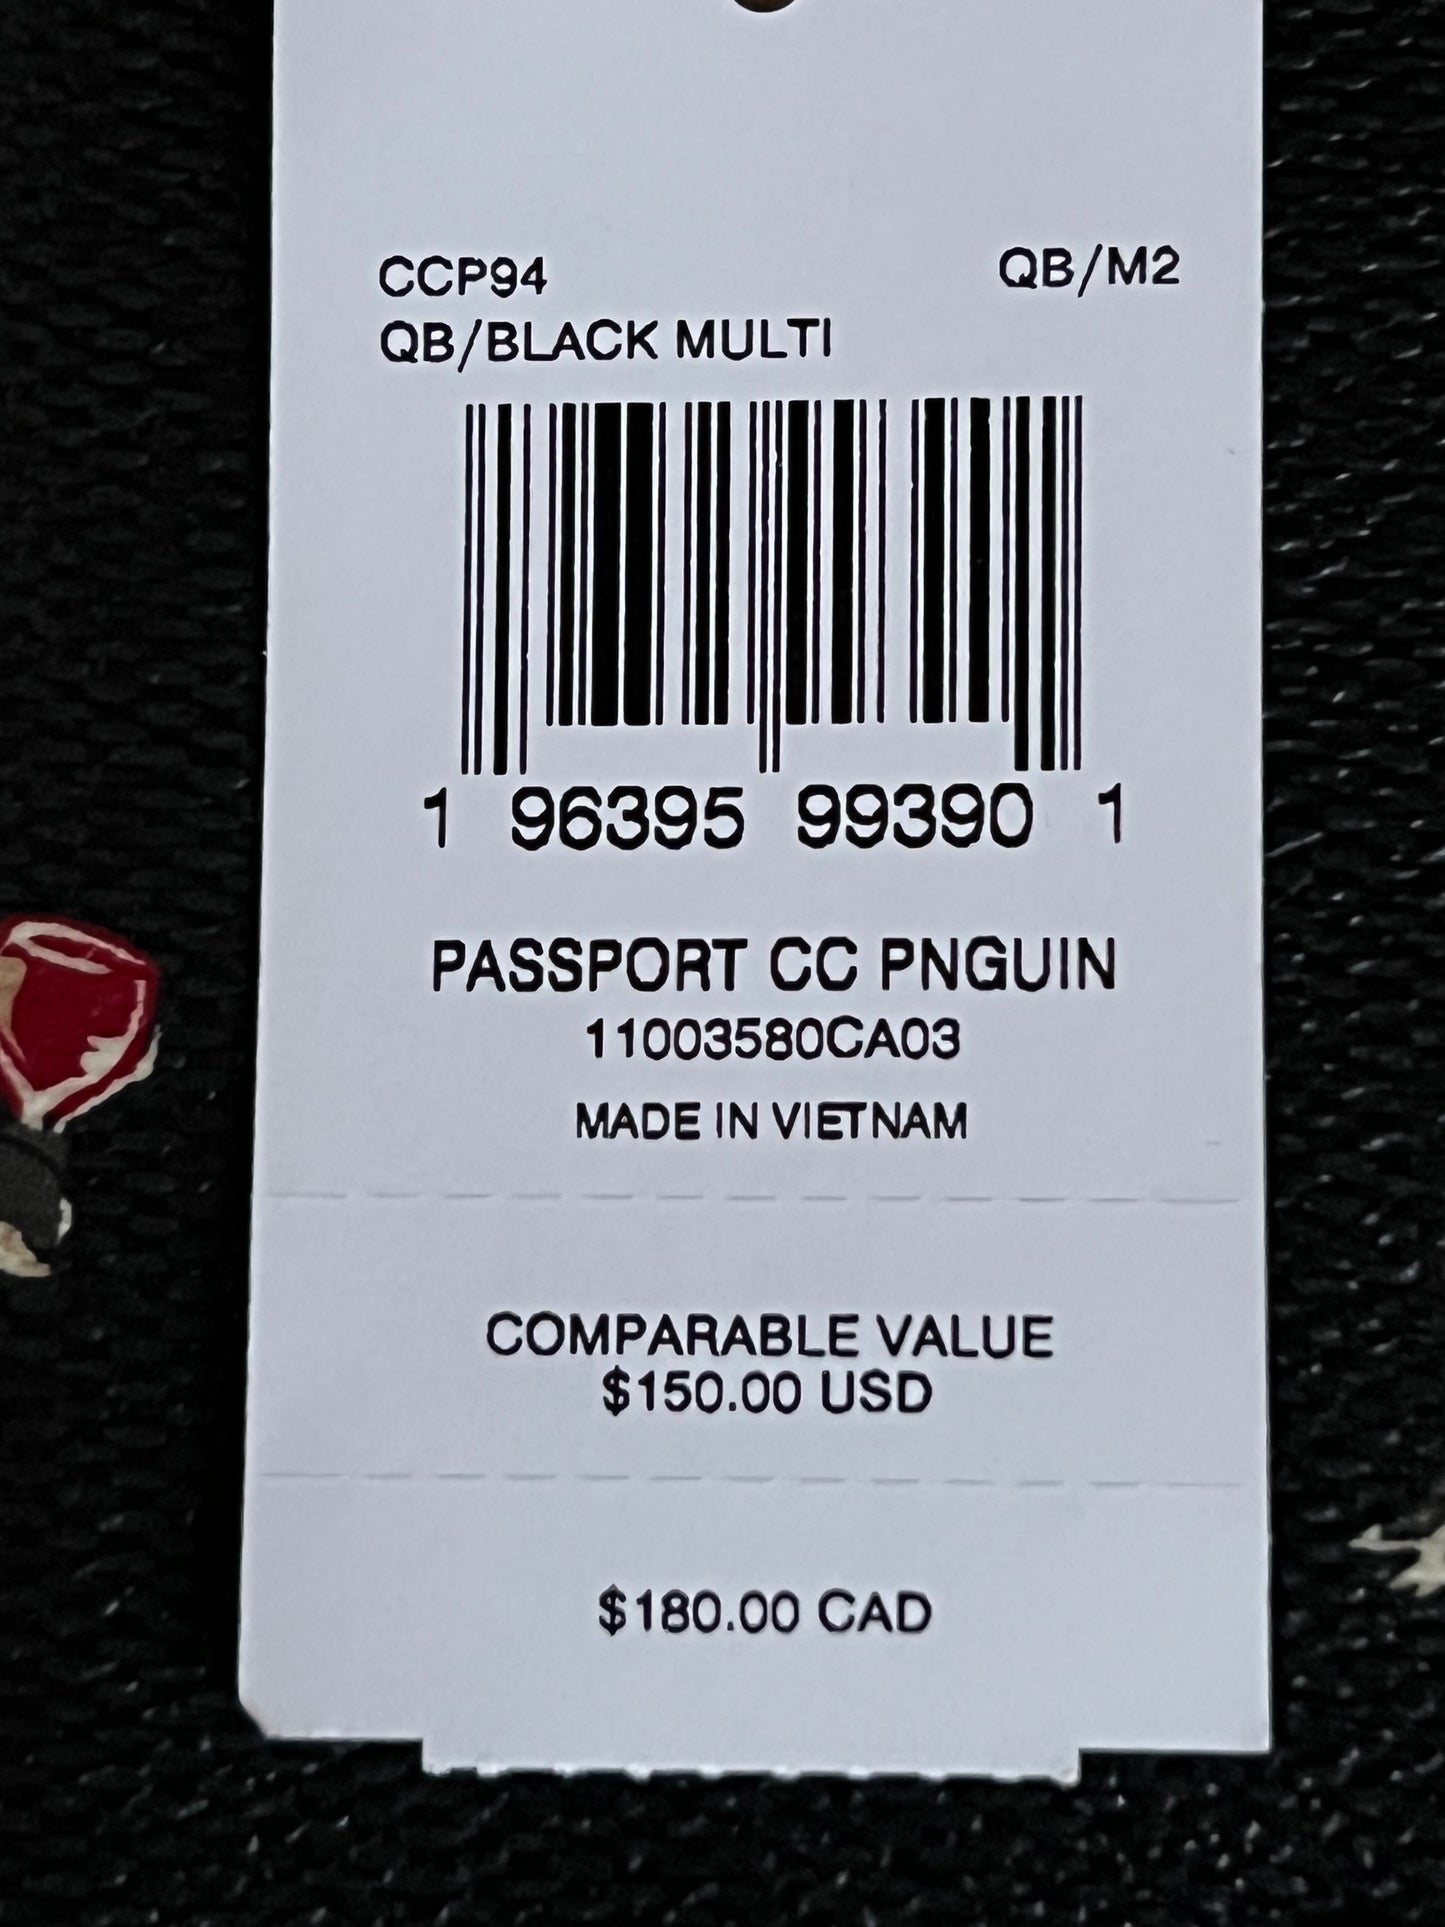 CCP94 QB/M2
QB/BLACK MULTI
1 96395 99390 1
PASSPORT CC PNGUIN
11003580CA03
MADE IN VIETNAM
COMPARABLE VALUE
$150.00 USD
$180.00 CAD